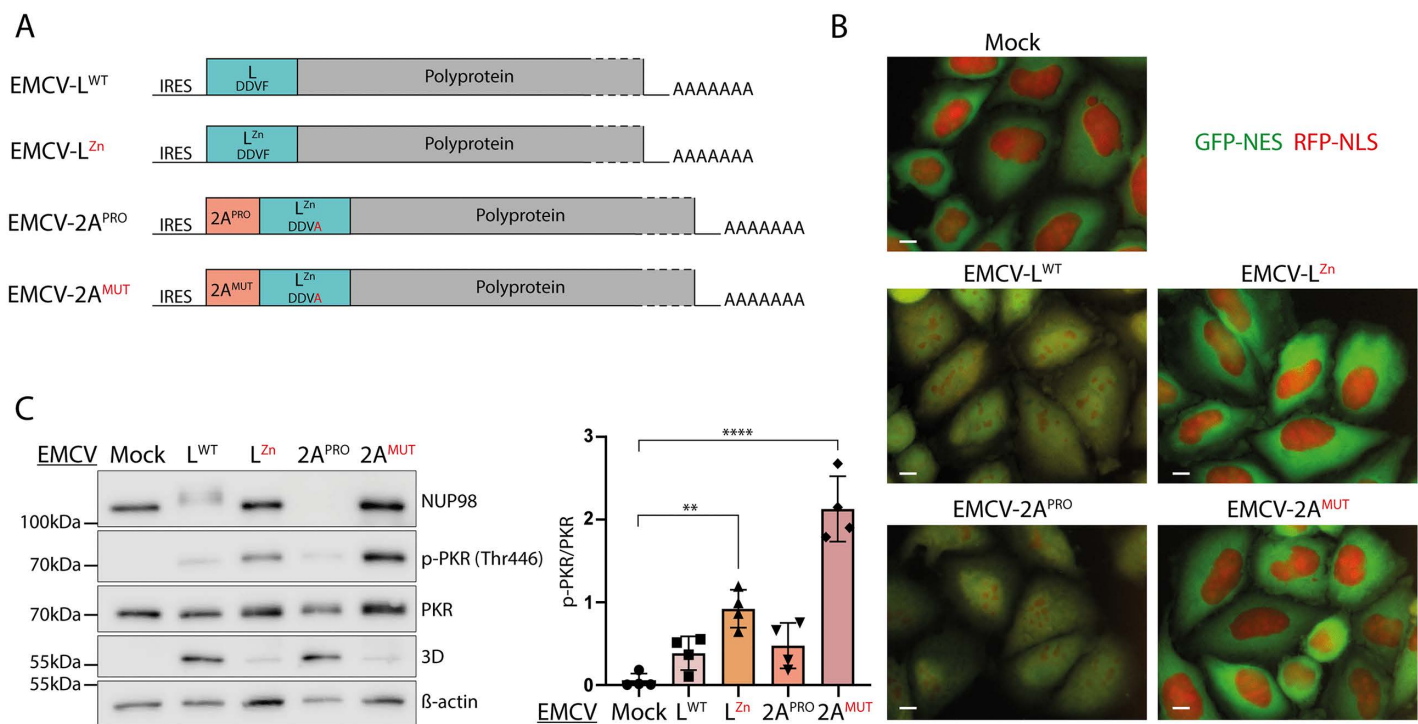 A
EMCV-L^WT IRES L DDVF Polyprotein AAAAAAA
EMCV-L^Zn IRES L^Zn DDVF Polyprotein AAAAAAA
EMCV-2A^PRO IRES 2A^PRO L^Zn DDVA Polyprotein AAAAAAA
EMCV-2A^MUT IRES 2A^MUT L^Zn DDVA Polyprotein AAAAAAA
B
Mock
GFP-NES RFP-NLS
EMCV-L^WT EMCV-L^Zn
EMCV-2A^PRO EMCV-2A^MUT
C
EMCV Mock L^WT L^Zn 2A^PRO 2A^MUT
NUP98
100kDa
p-PKR (Thr446)
70kDa
PKR
70kDa
3D
55kDa
55kDa
ß-actin
p-PKR/PKR
3
2
1
0
****
**
EMCV Mock L^WT L^Zn 2A^PRO 2A^MUT